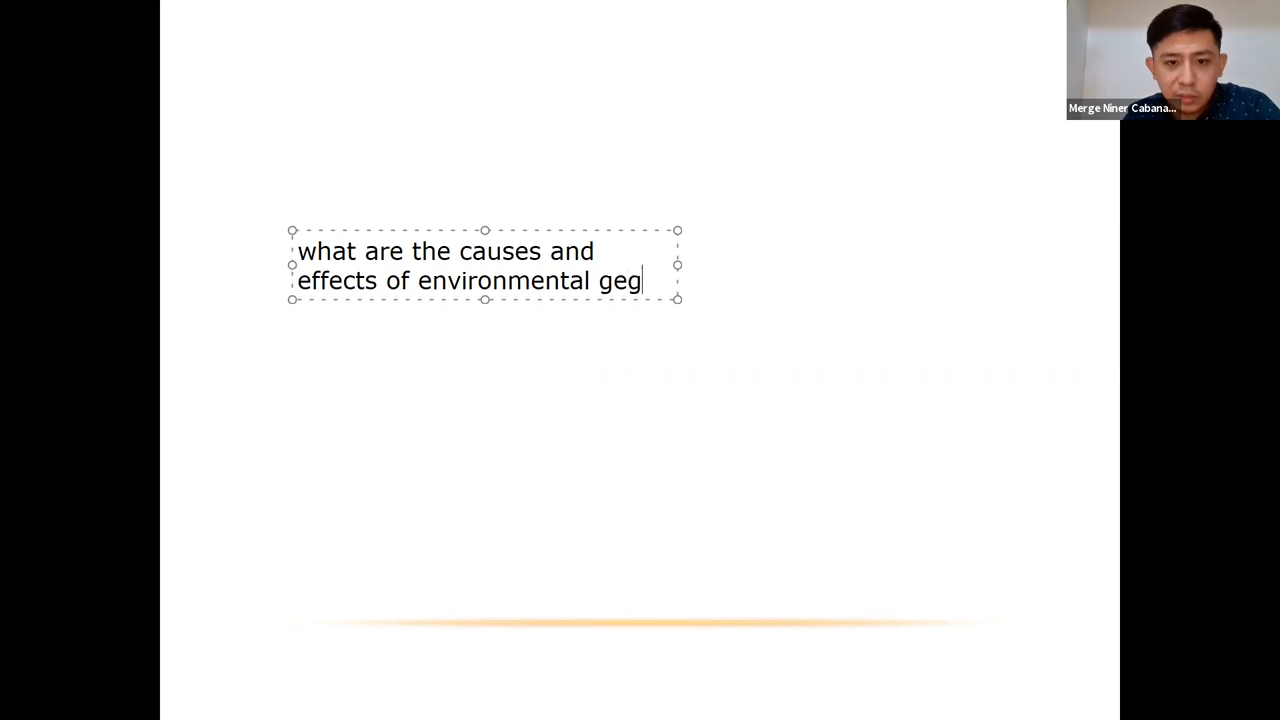 Merge Niner Cabana...
what are the causes and
effects of environmental geg